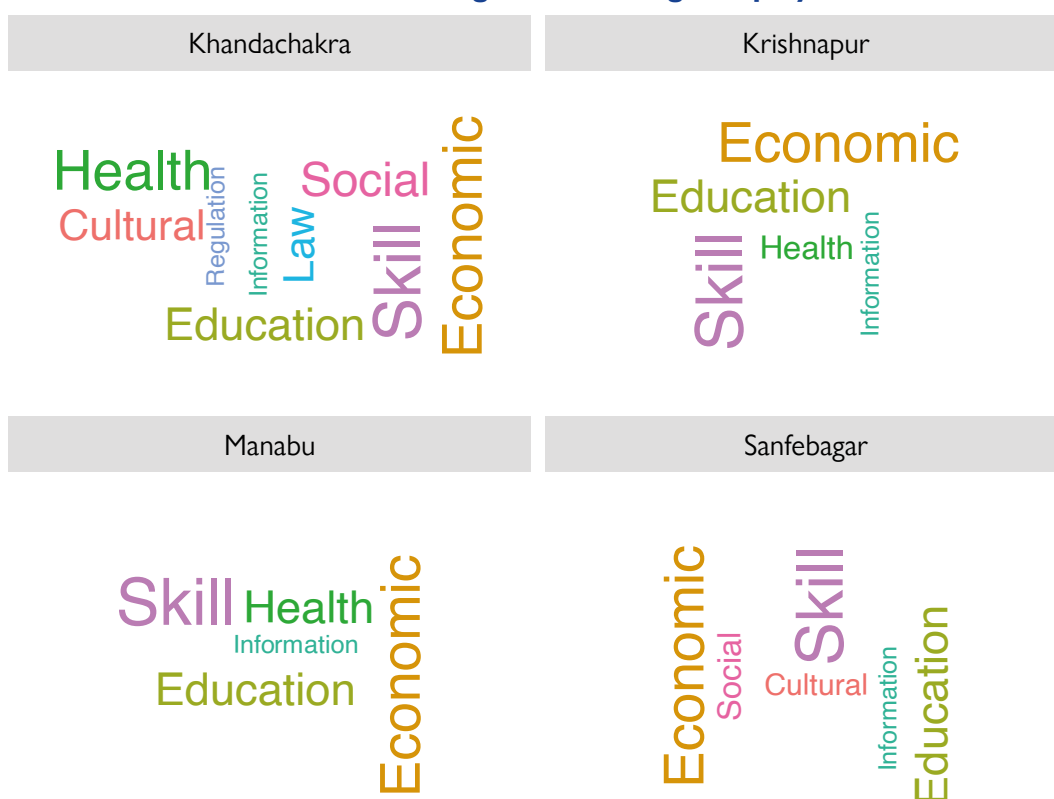 Khandachakra
Health
Cultural
Regulation
Information
Law
Social
Education
Skill
Economic
Krishnapur
Economic
Education
Skill
Health
Information
Manabu
Skill
Health
Information
Education
Economic
Sanfebagar
Economic
Social
Skill
Cultural
Information
Education